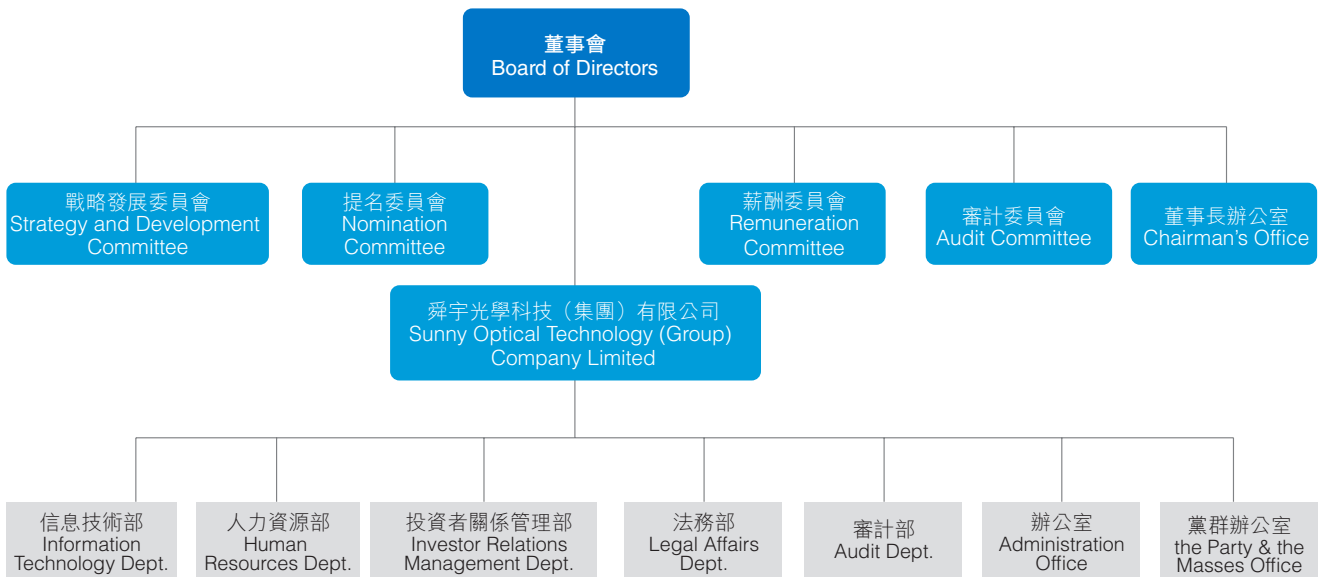 董事會
Board of Directors
戰略發展委員會
Strategy and Development
Committee
提名委員會
Nomination
Committee
薪酬委員會
Remuneration
Committee
審計委員會
Audit Committee
董事長辦公室
Chairman's Office
舜宇光學科技（集團）有限公司
Sunny Optical Technology (Group)
Company Limited
信息技術部
Information
Technology Dept.
人力資源部
Human
Resources Dept.
投資者關係管理部
Investor Relations
Management Dept.
法務部
Legal Affairs
Dept.
審計部
Audit Dept.
辦公室
Administration
Office
黨群辦公室
the Party & the
Masses Office